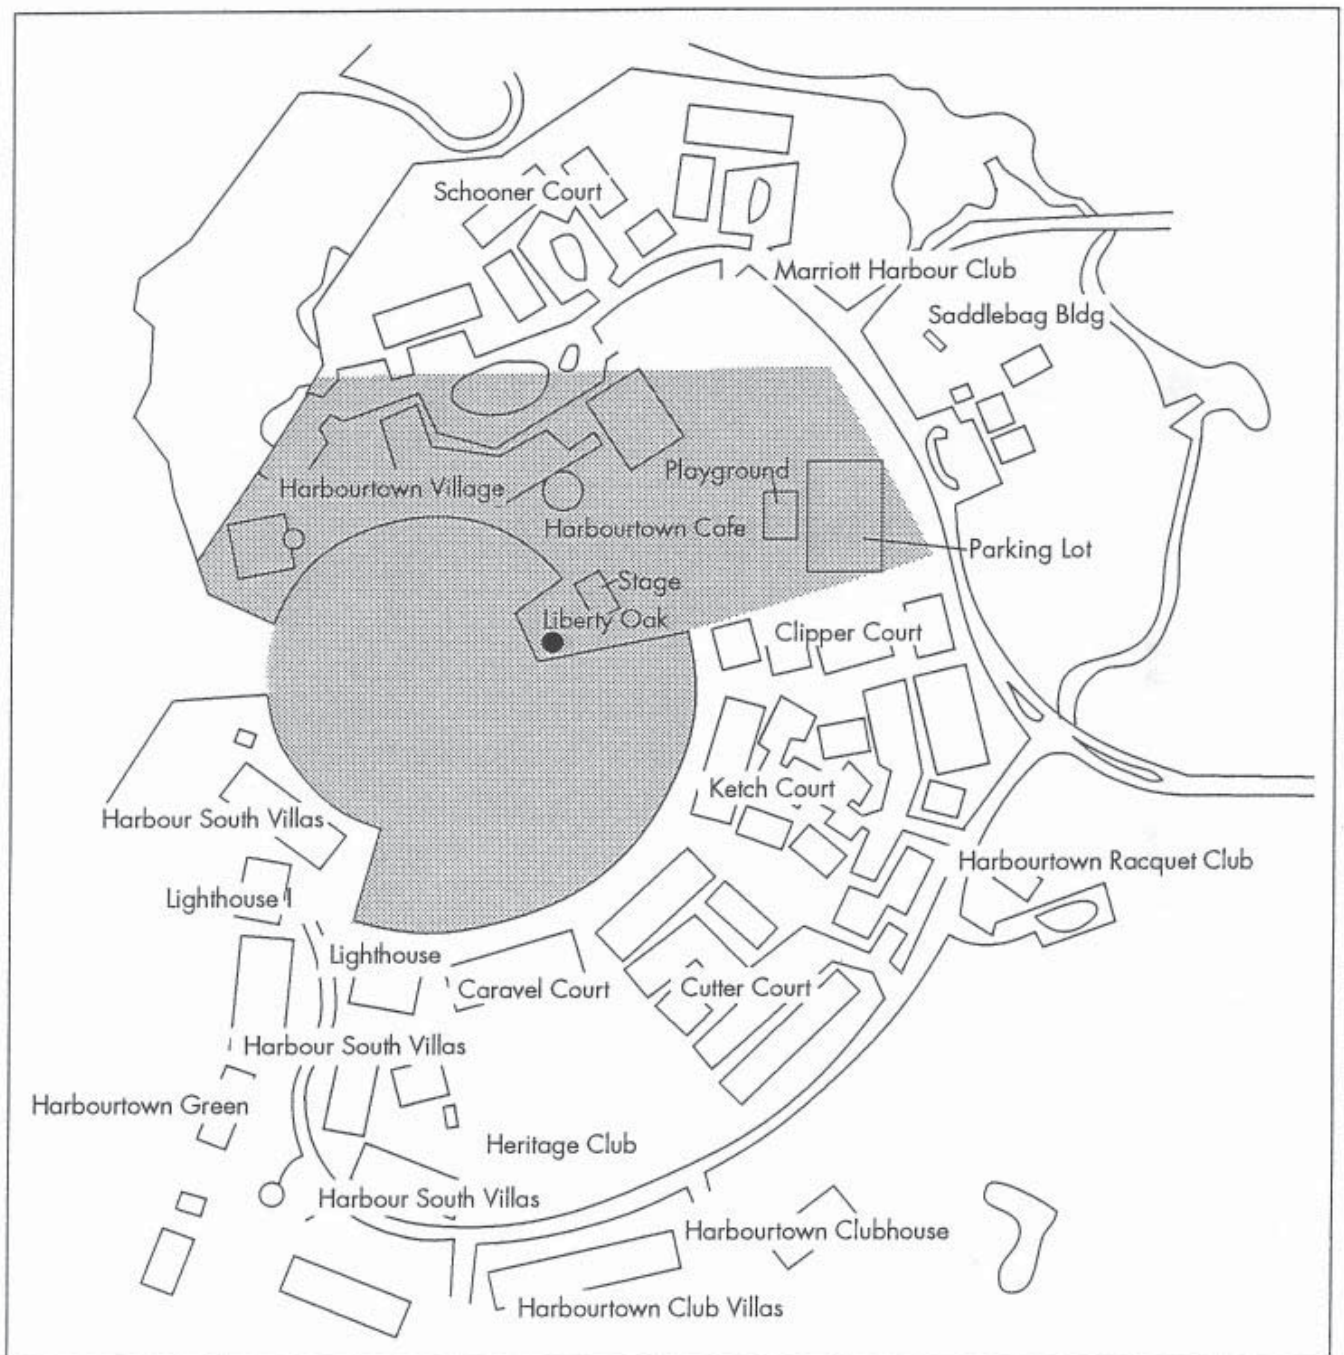 Schooner Court
Marriott Harbour Club
Saddlebag Bldg
Playground
Harbourtown Village
Harbourtown Cafe
Parking Lot
Stage
Liberty Oak
Clipper Court
Ketch Court
Harbour South Villas
Harbourtown Racquet Club
Lighthouse I
Lighthouse
Caravel Court
Cutter Court
Harbour South Villas
Harbourtown Green
Heritage Club
Harbour South Villas
Harbourtown Clubhouse
Harbourtown Club Villas